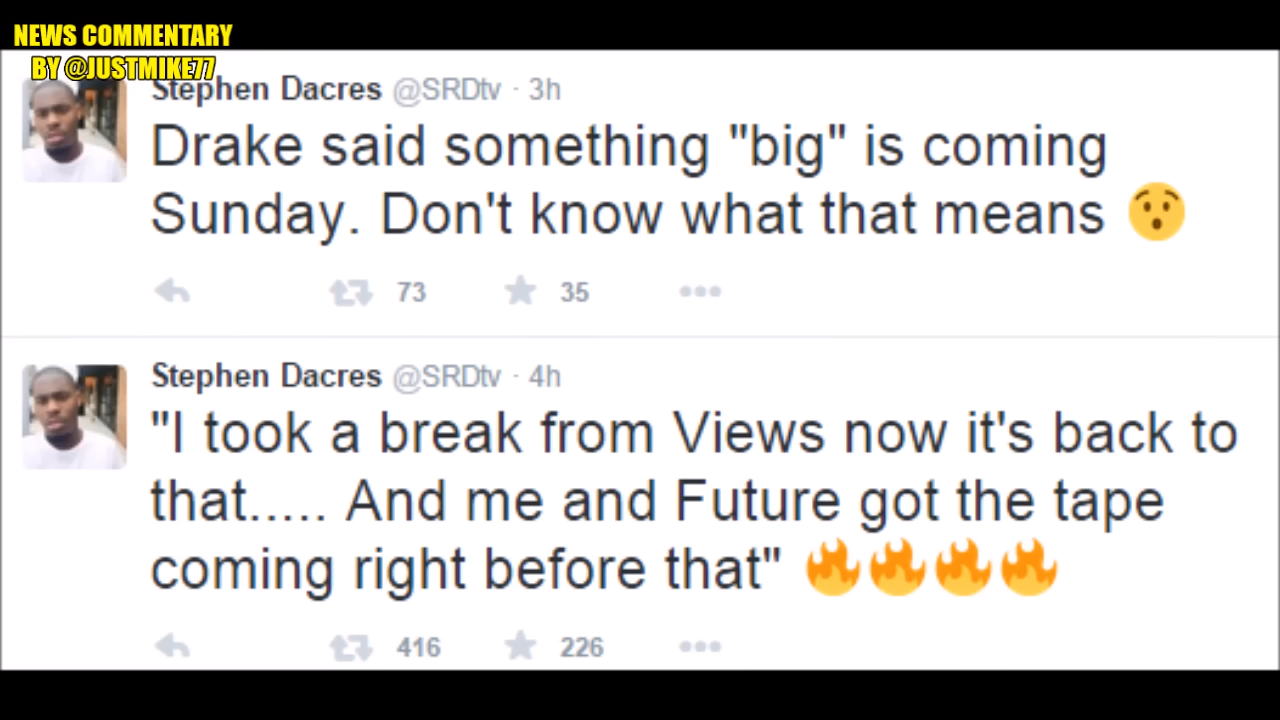 NEWS COMMENTARY
BY @JUSTMIKE77
Stephen Dacres @SRDtv · 3h
Drake said something "big" is coming
Sunday. Don't know what that means 😯
73 35
Stephen Dacres @SRDtv · 4h
"I took a break from Views now it's back to
that..... And me and Future got the tape
coming right before that" 🔥🔥🔥🔥
416 226